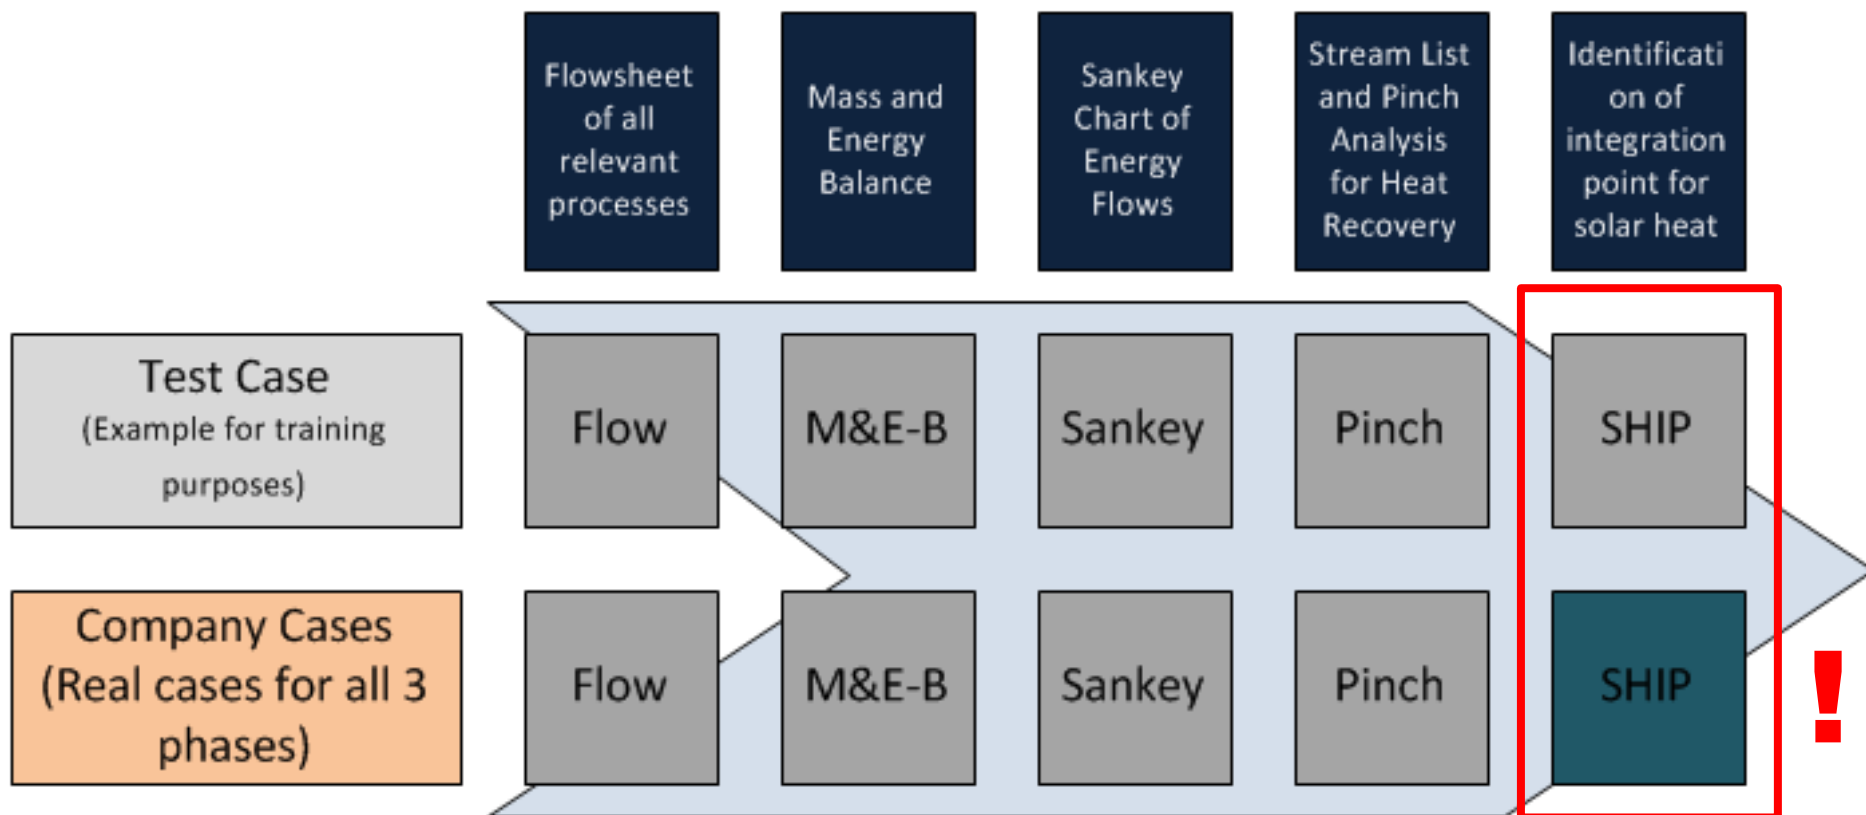 Flowsheet
of all
relevant
processes
Mass and
Energy
Balance
Sankey
Chart of
Energy
Flows
Stream List
and Pinch
Analysis
for Heat
Recovery
Identificati
on of
integration
point for
solar heat
Test Case
(Example for training
purposes)
Flow
M&E-B
Sankey
Pinch
SHIP
Company Cases
(Real cases for all 3
phases)
Flow
M&E-B
Sankey
Pinch
SHIP
!